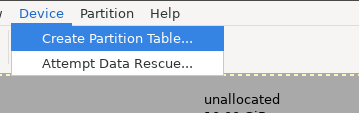 Device Partition Help
Create Partition Table...
Attempt Data Rescue...
unallocated